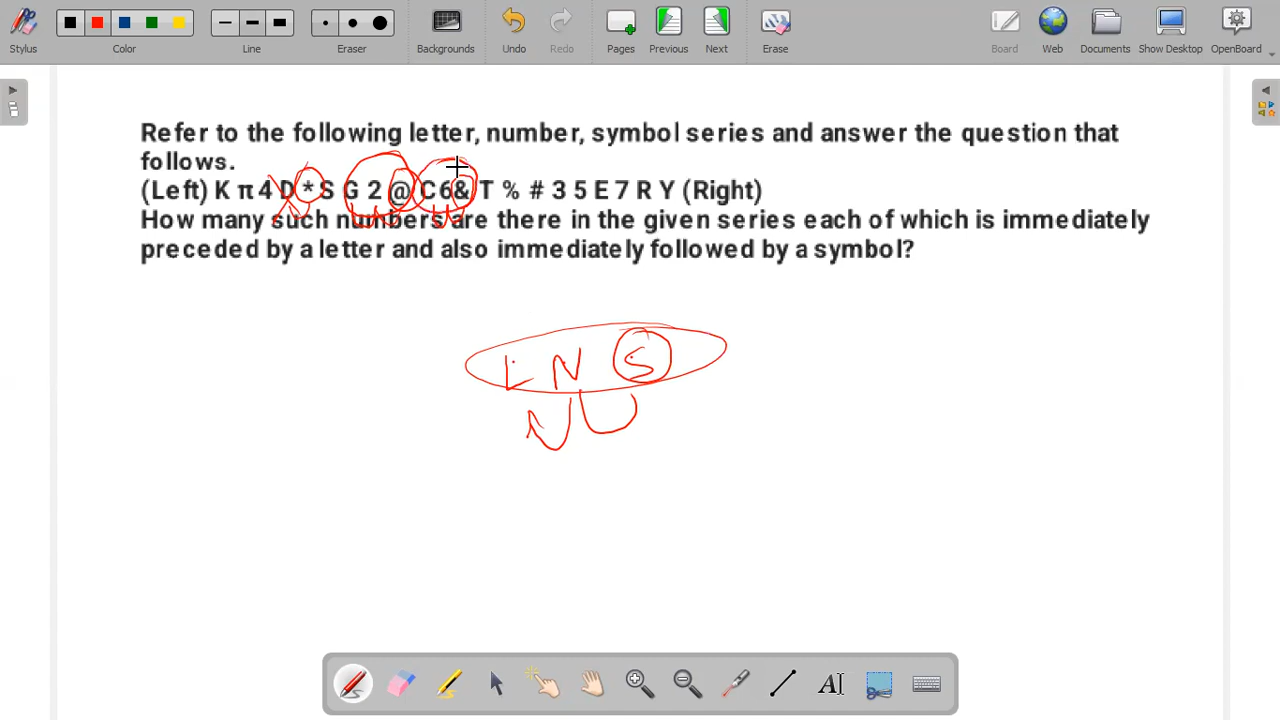 Stylus
Color
Line
Eraser
Backgrounds
Undo
Redo
Pages
Previous
Next
Erase
Board
Web
Documents
Show Desktop
OpenBoard
Refer to the following letter, number, symbol series and answer the question that
follows.
(Left) K π 4 D * S G 2 @ C 6 & T % # 3 5 E 7 R Y (Right)
How many such numbers are there in the given series each of which is immediately
preceded by a letter and also immediately followed by a symbol?
L N S